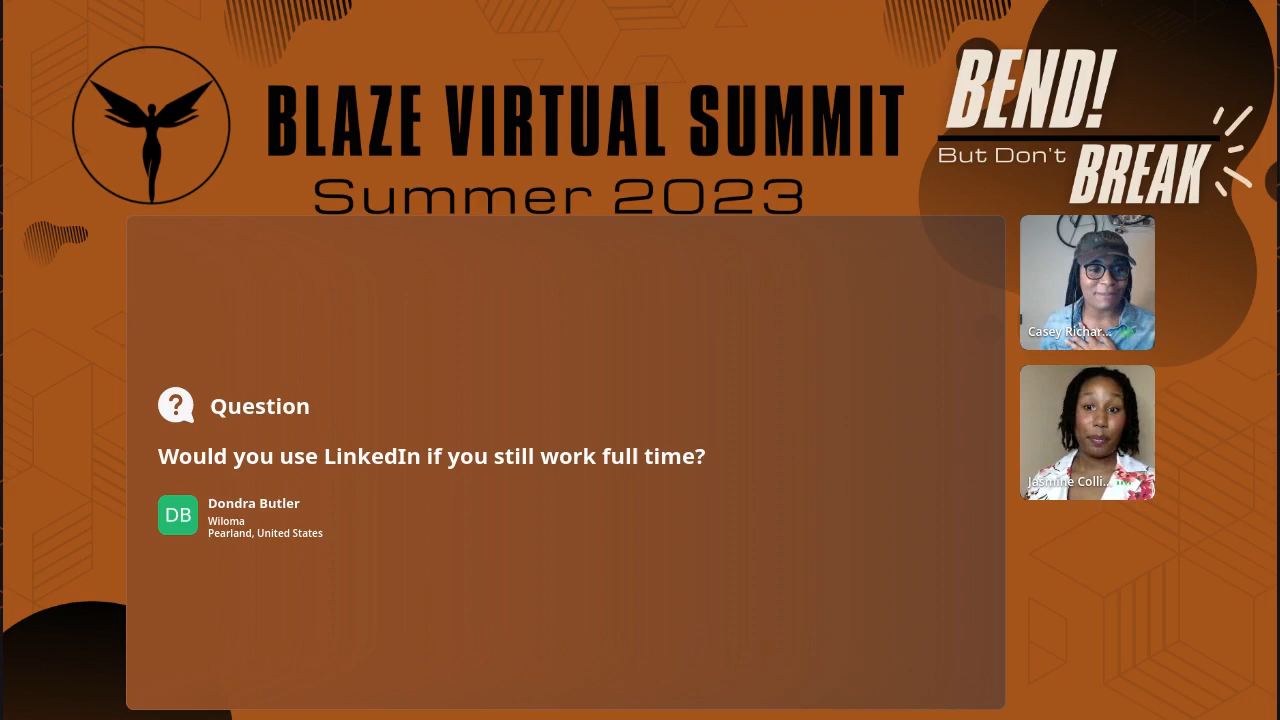 BLAZE VIRTUAL SUMMIT
Summer 2023
BEND!
But Don't
BREAK
Casey Richar...
Question
Would you use LinkedIn if you still work full time?
DB
Dondra Butler
Wiloma
Pearland, United States
Jasmine Colli...